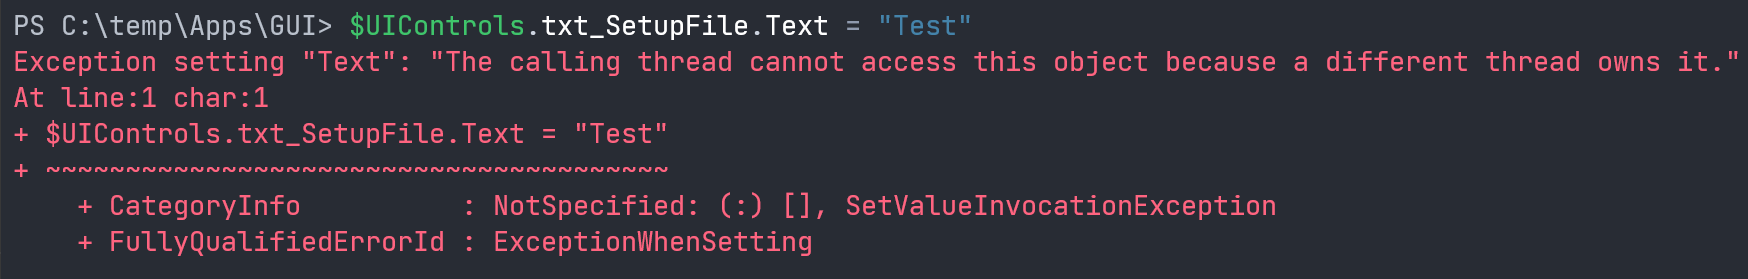 PS C:\temp\Apps\GUI> $UIControls.txt_SetupFile.Text = "Test"
Exception setting "Text": "The calling thread cannot access this object because a different thread owns it."
At line:1 char:1
+ $UIControls.txt_SetupFile.Text = "Test"
+ ~~~~~~~~~~~~~~~~~~~~~~~~~~~~~~~~~~~~~~~
    + CategoryInfo          : NotSpecified: (:) [], SetValueInvocationException
    + FullyQualifiedErrorId : ExceptionWhenSetting